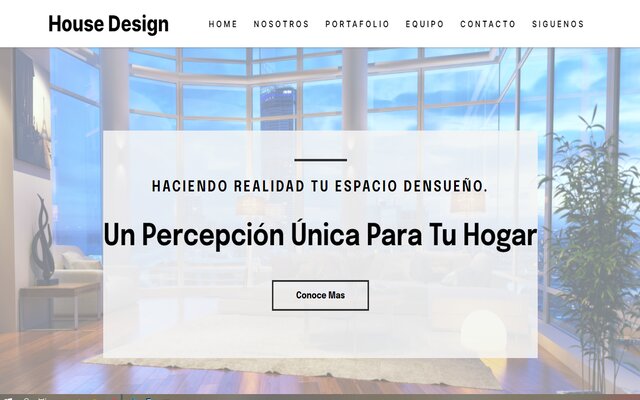 House Design
HOME NOSOTROS PORTAFOLIO EQUIPO CONTACTO SIGUENOS
HACIENDO REALIDAD TU ESPACIO DENSUEÑO.
Un Percepción Única Para Tu Hogar
Conoce Mas